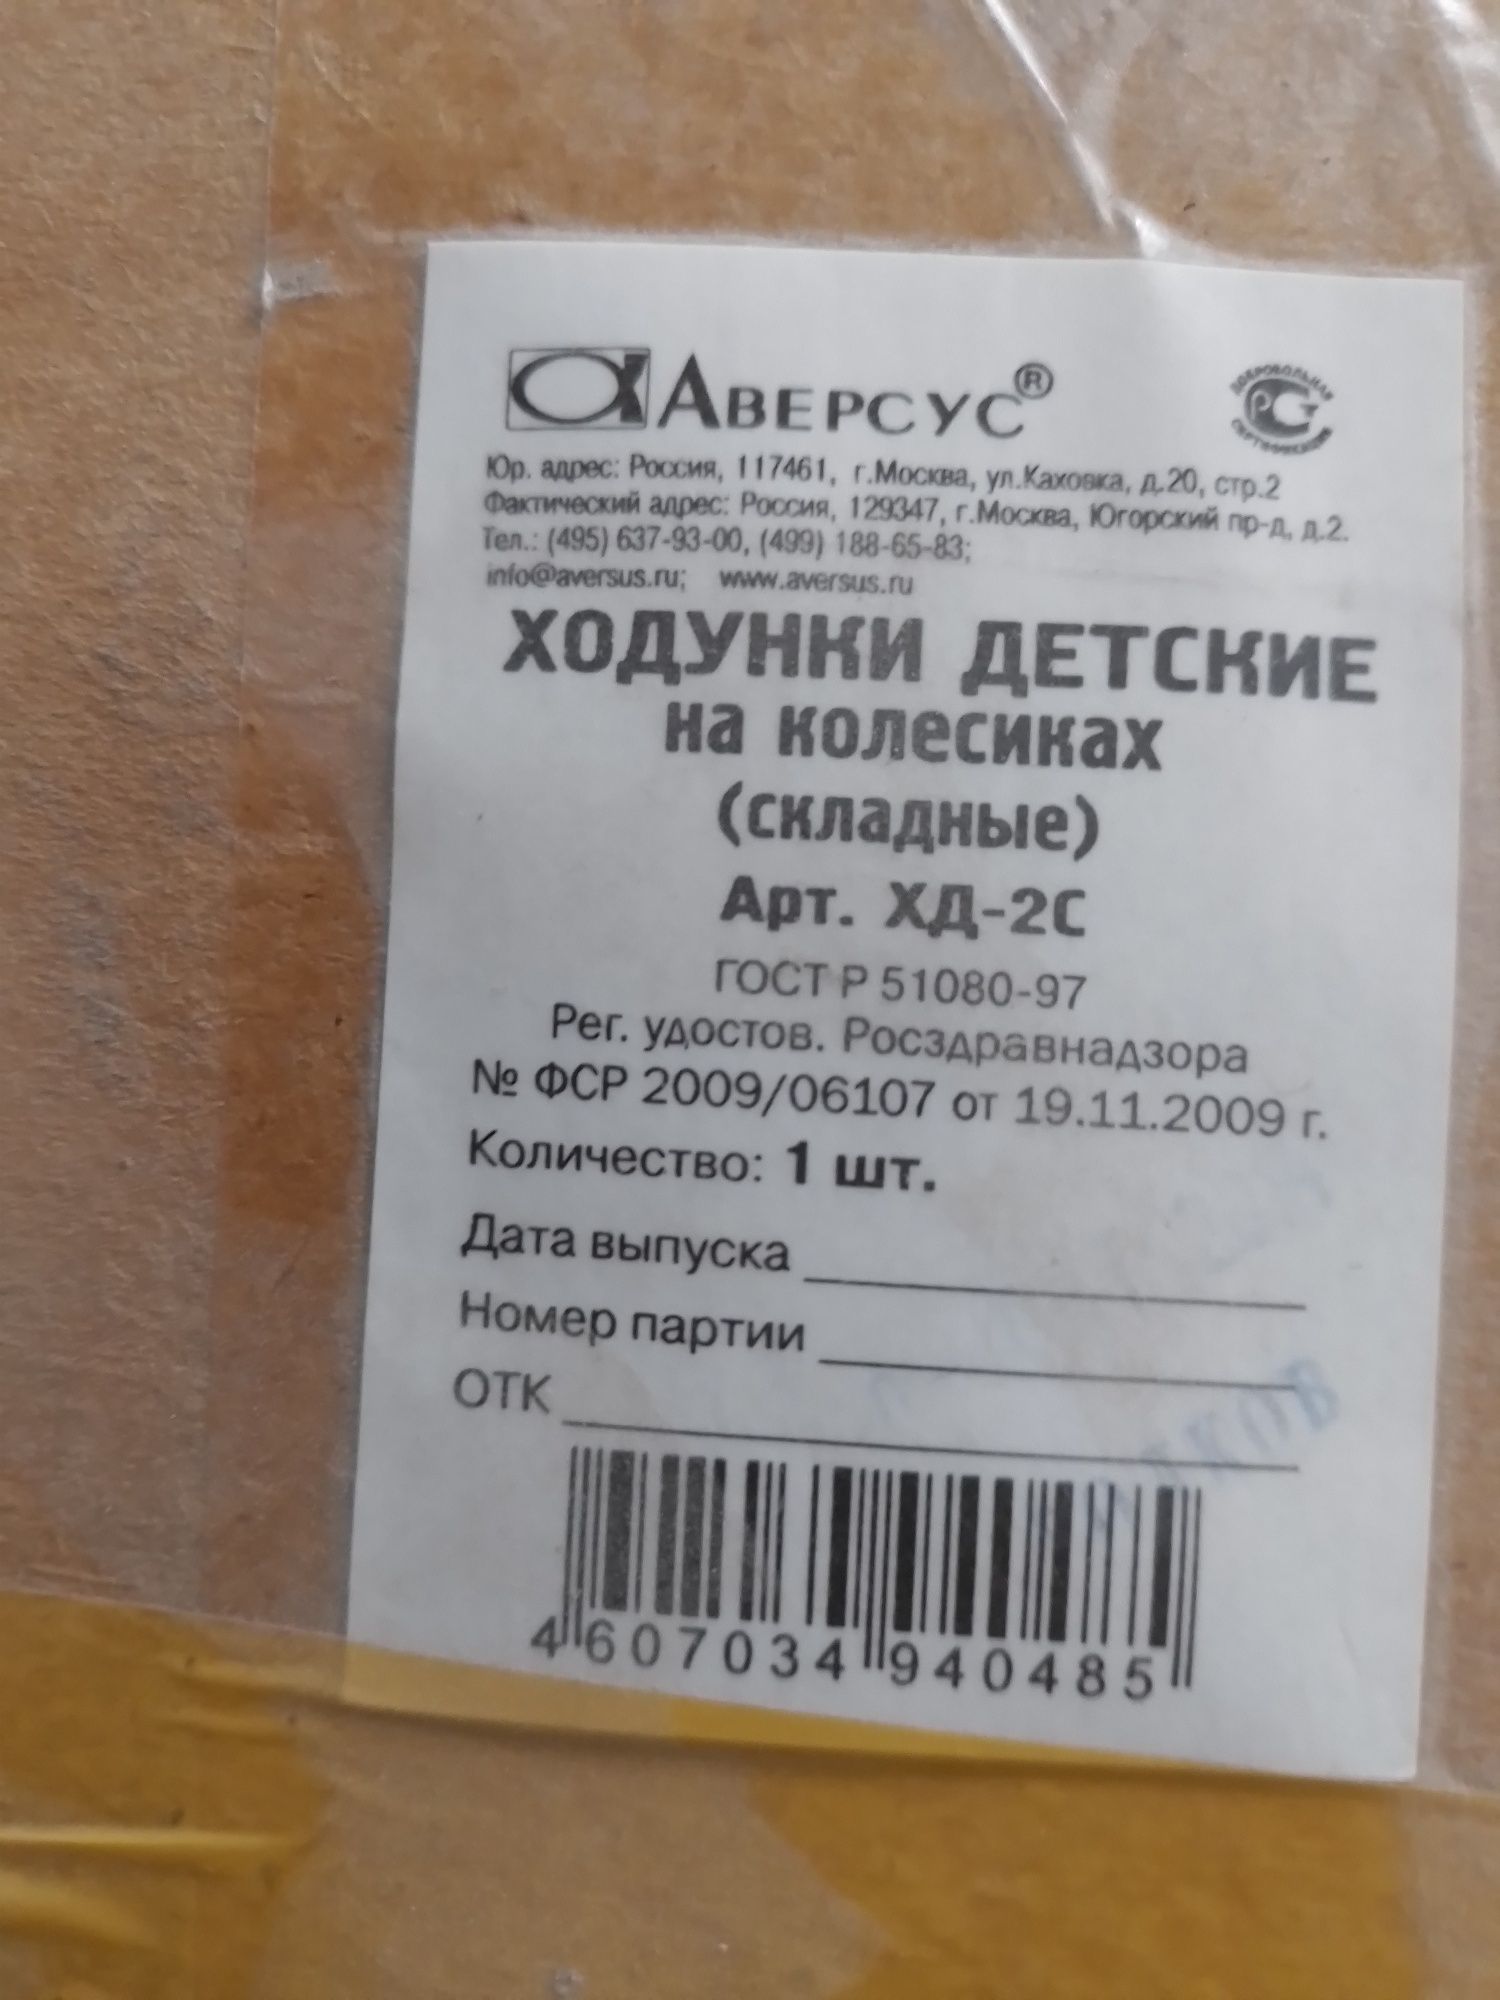 АВЕРСУС®
ДОБРОВОЛЬНАЯ
СЕРТИФИКАЦИЯ
Юр. адрес: Россия, 117461, г.Москва, ул.Каховка, д.20, стр.2
Фактический адрес: Россия, 129347, г.Москва, Югорский пр-д, д.2.
Тел.: (495) 637-93-00, (499) 188-65-83;
info@aversus.ru; www.aversus.ru
ХОДУНКИ ДЕТСКИЕ
на колесиках
(складные)
Арт. ХД-2С
ГОСТ Р 51080-97
Рег. удостов. Росздравнадзора
№ ФСР 2009/06107 от 19.11.2009 г.
Количество: 1 шт.
Дата выпуска
Номер партии
ОТК
4 607034 940485